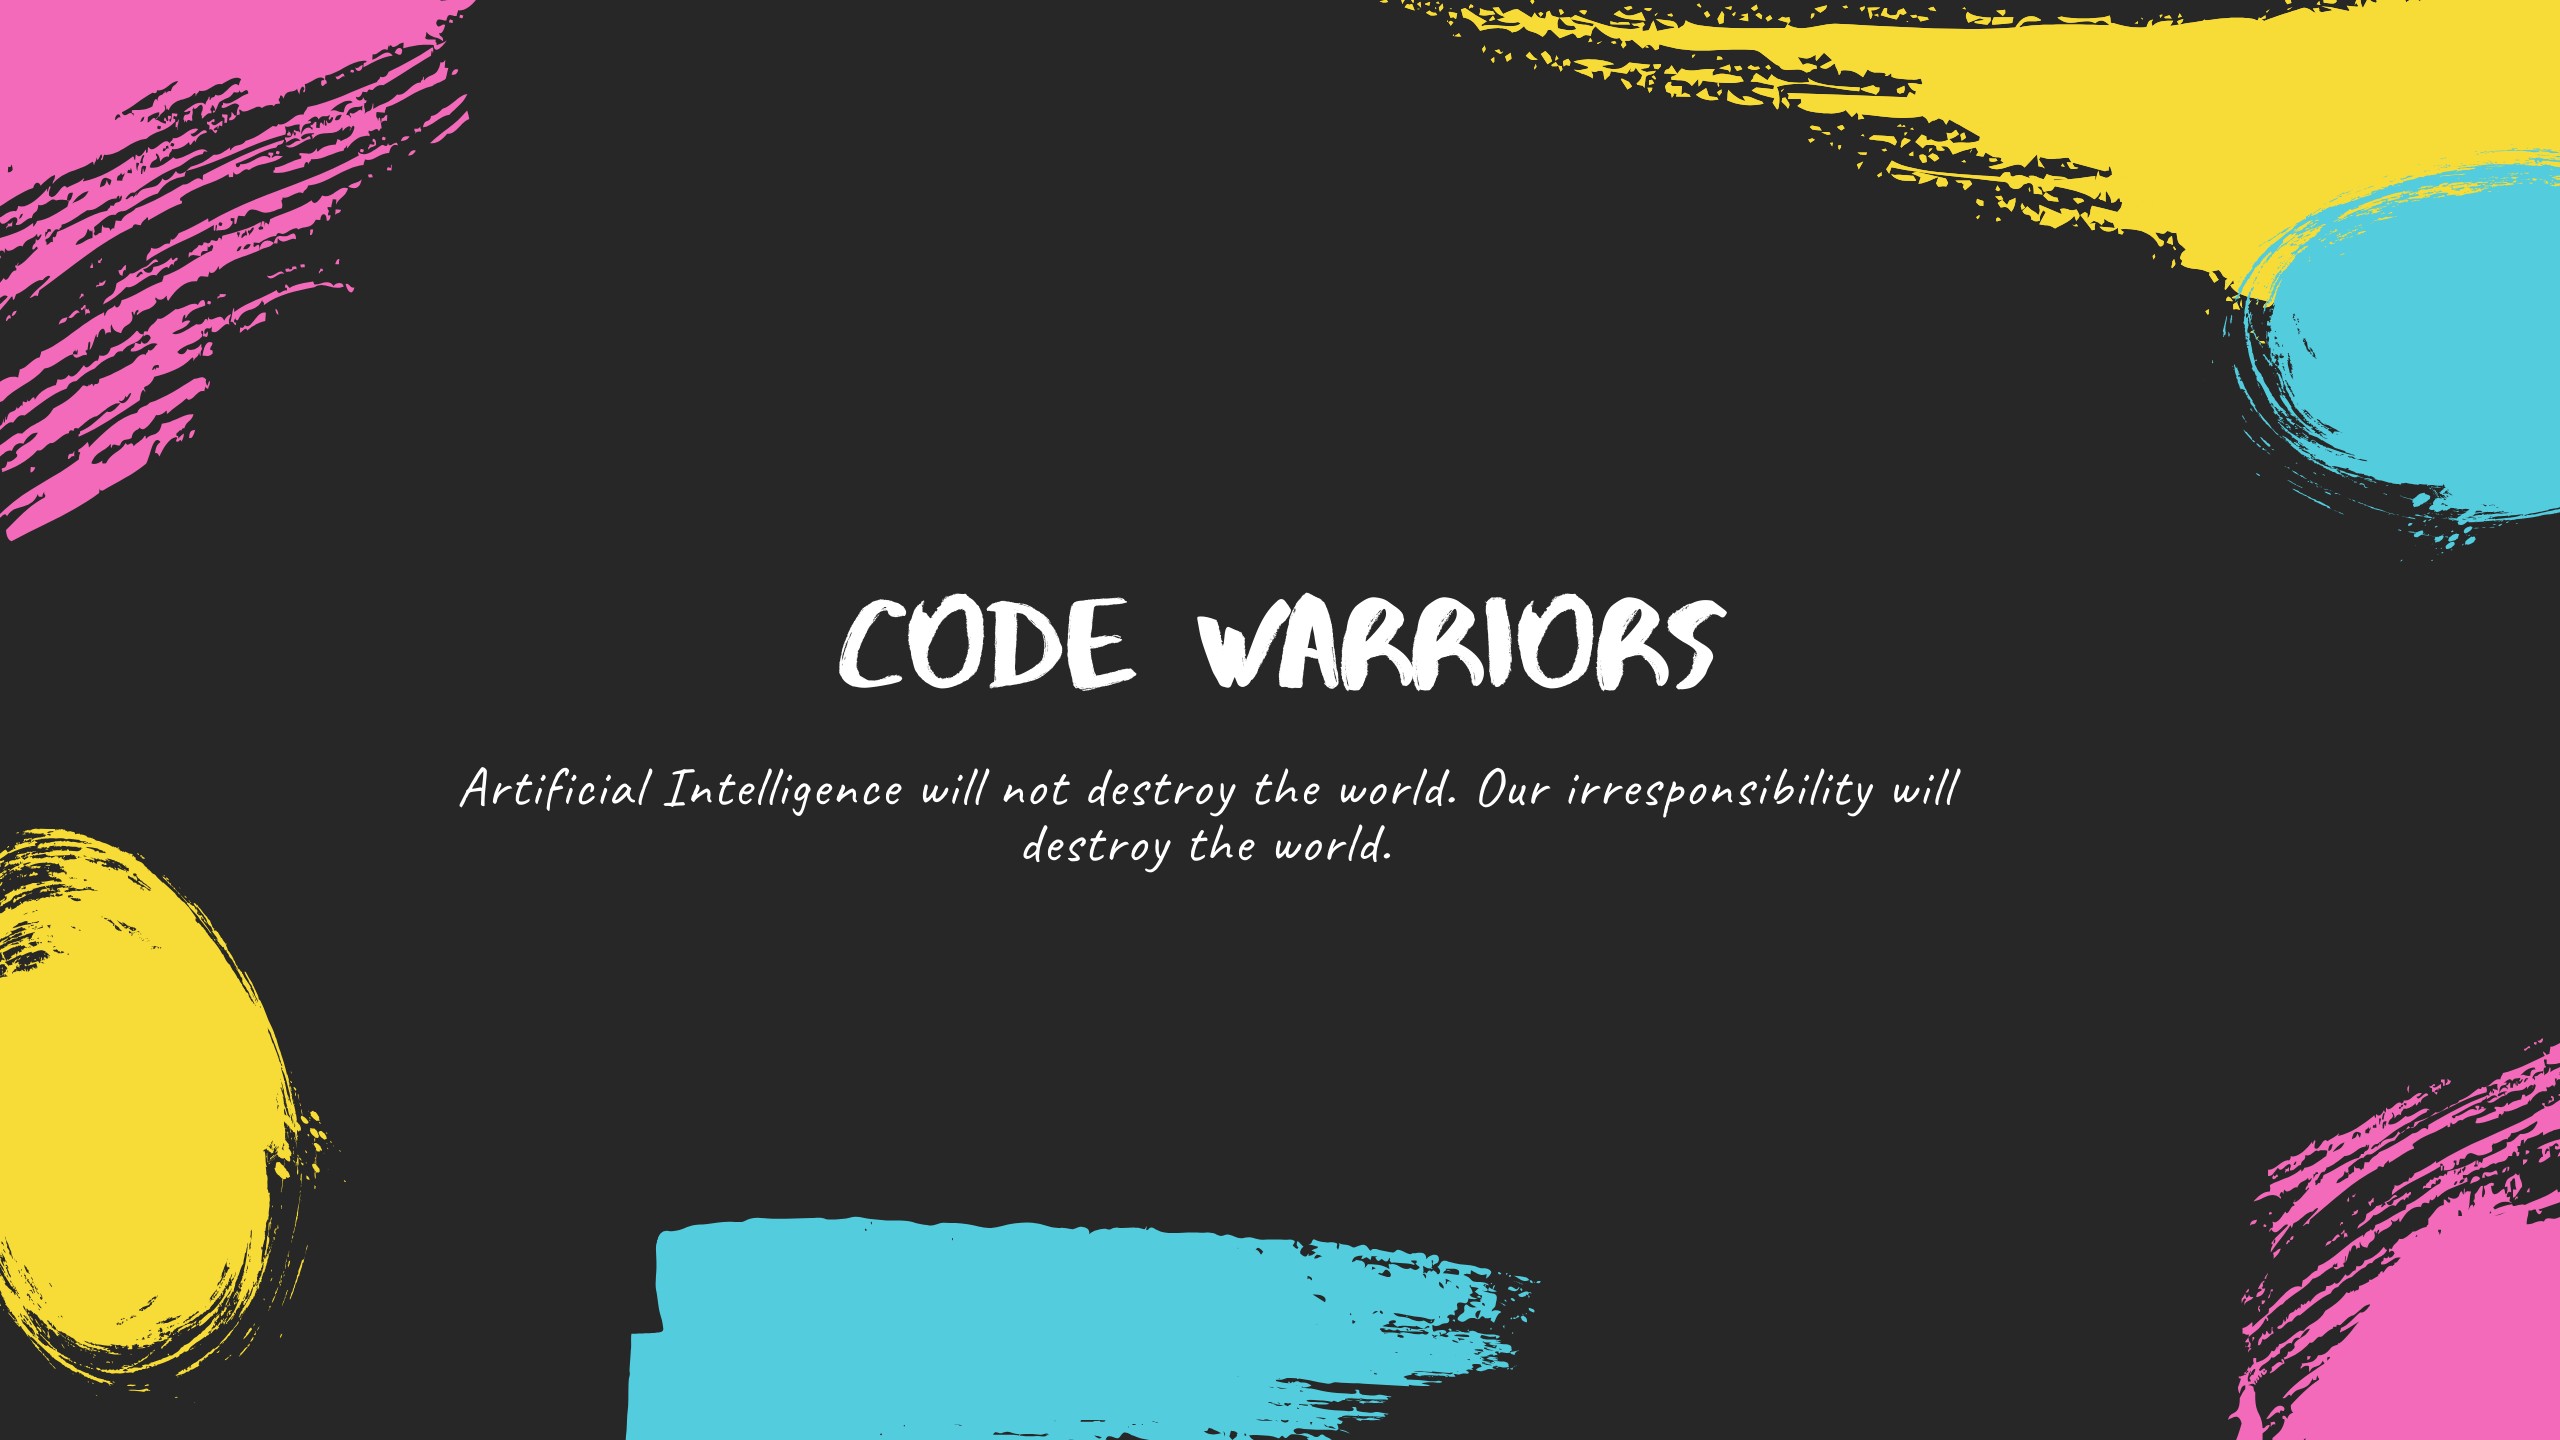 CODE WARRIORS
Artificial Intelligence will not destroy the world. Our irresponsibility will
destroy the world.